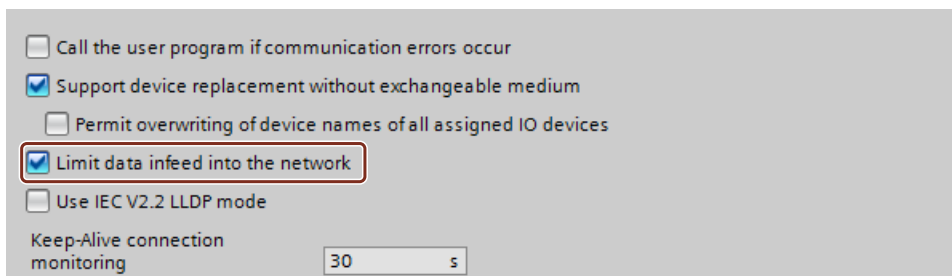 Call the user program if communication errors occur
Support device replacement without exchangeable medium
Permit overwriting of device names of all assigned IO devices
Limit data infeed into the network
Use IEC V2.2 LLDP mode
Keep-Alive connection
monitoring 30 s